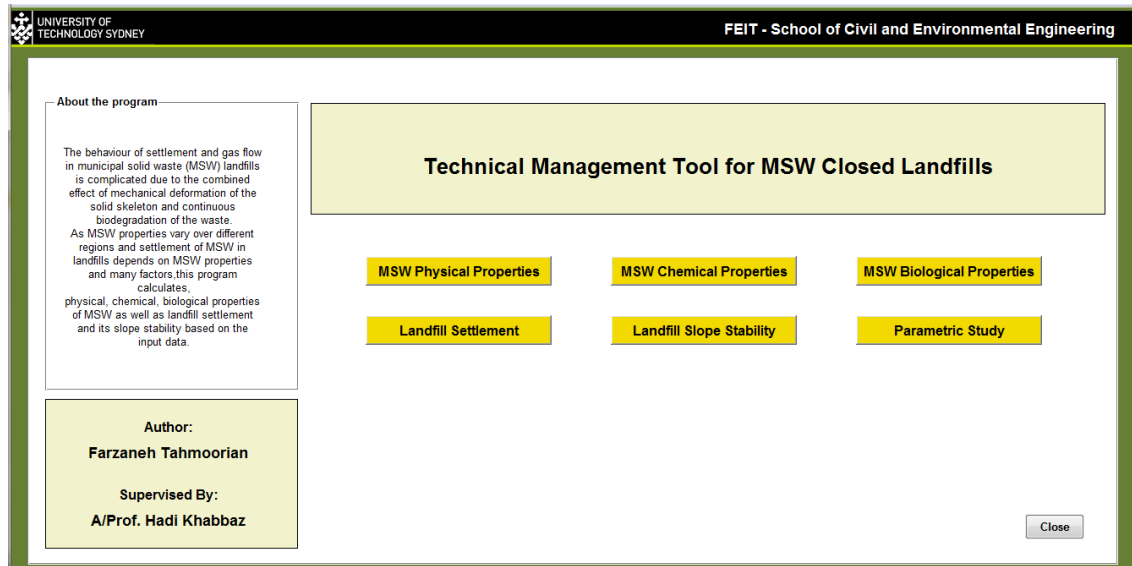 UNIVERSITY OF
TECHNOLOGY SYDNEY
FEIT - School of Civil and Environmental Engineering
About the program
The behaviour of settlement and gas flow
in municipal solid waste (MSW) landfills
is complicated due to the combined
effect of mechanical deformation of the
solid skeleton and continuous
biodegradation of the waste.
As MSW properties vary over different
regions and settlement of MSW in
landfills depends on MSW properties
and many factors,this program
calculates,
physical, chemical, biological properties
of MSW as well as landfill settlement
and its slope stability based on the
input data.
Author:
Farzaneh Tahmoorian
Supervised By:
A/Prof. Hadi Khabbaz
Technical Management Tool for MSW Closed Landfills
MSW Physical Properties
MSW Chemical Properties
MSW Biological Properties
Landfill Settlement
Landfill Slope Stability
Parametric Study
Close